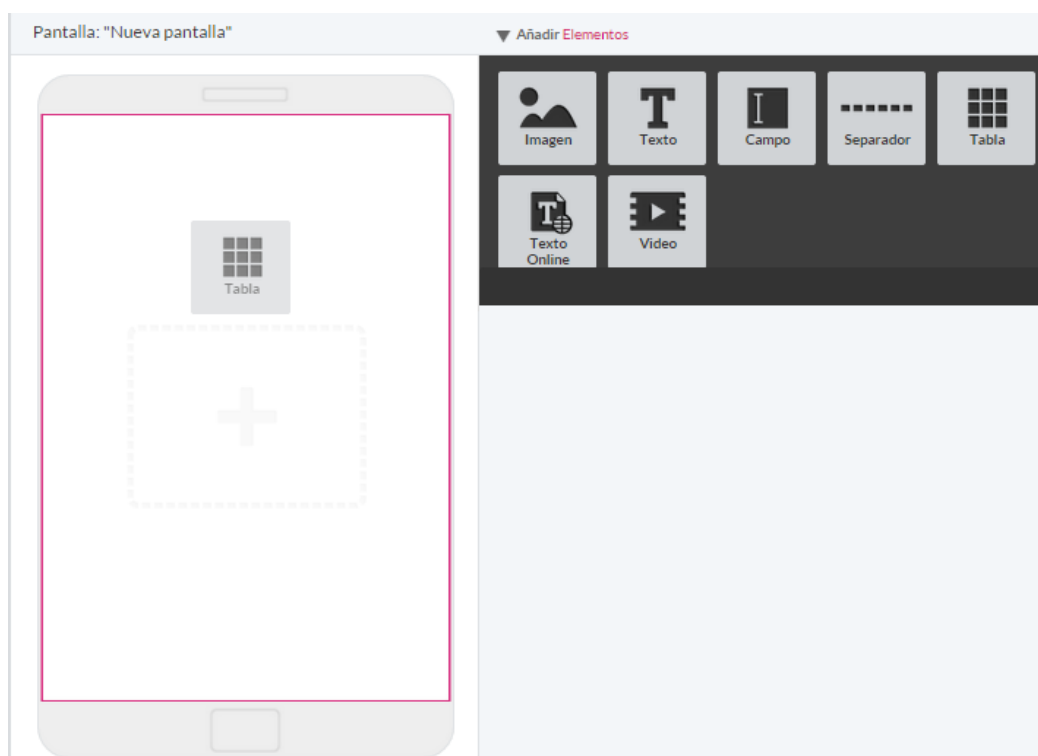 Pantalla: "Nueva pantalla"
Añadir Elementos
Imagen
Texto
Campo
Separador
Tabla
Texto
Online
Video
Tabla